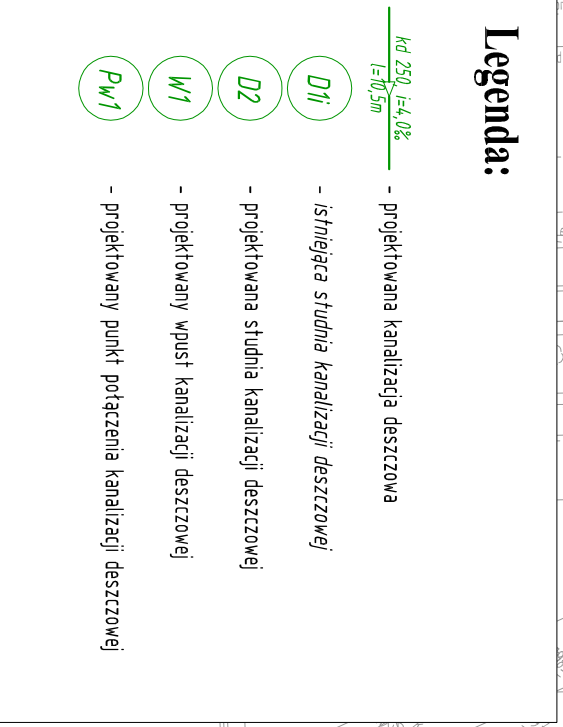 Legenda:
kd 250 i=4,0‰
l=10,5m
- projektowana kanalizacja deszczowa
D1i - istniejąca studnia kanalizacji deszczowej
D2 - projektowana studnia kanalizacji deszczowej
W1 - projektowany wpust kanalizacji deszczowej
Pw1 - projektowany punkt połączenia kanalizacji deszczowej